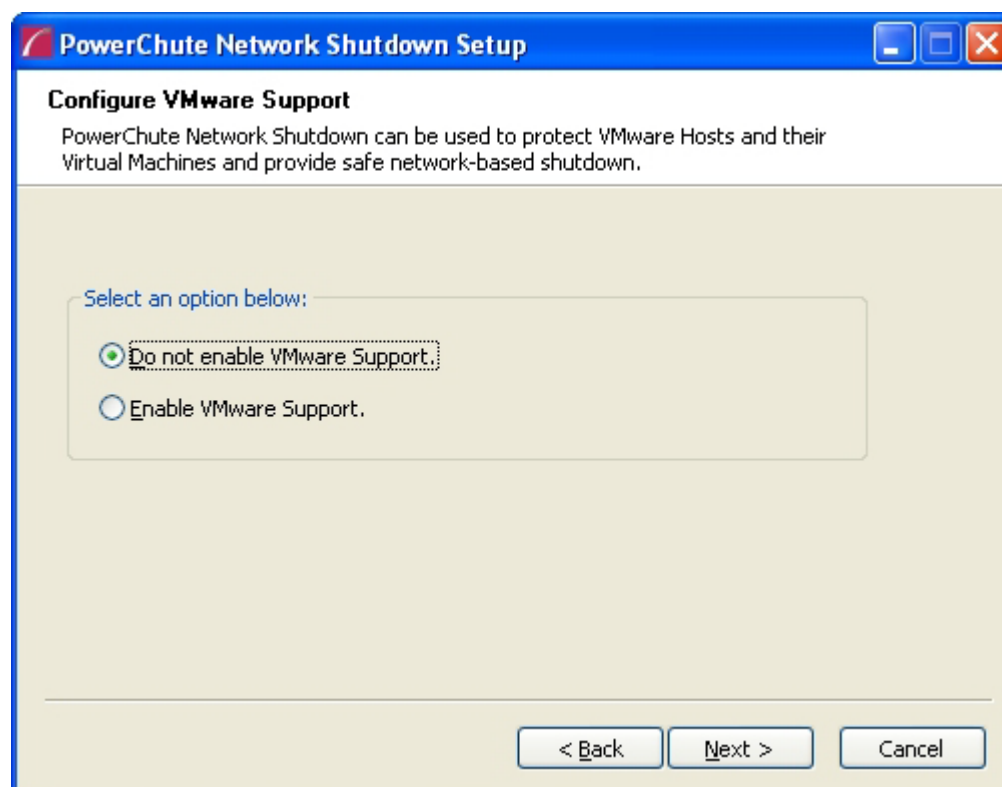 PowerChute Network Shutdown Setup
Configure VMware Support
PowerChute Network Shutdown can be used to protect VMware Hosts and their
Virtual Machines and provide safe network-based shutdown.
Select an option below:
Do not enable VMware Support.
Enable VMware Support.
< Back Next > Cancel